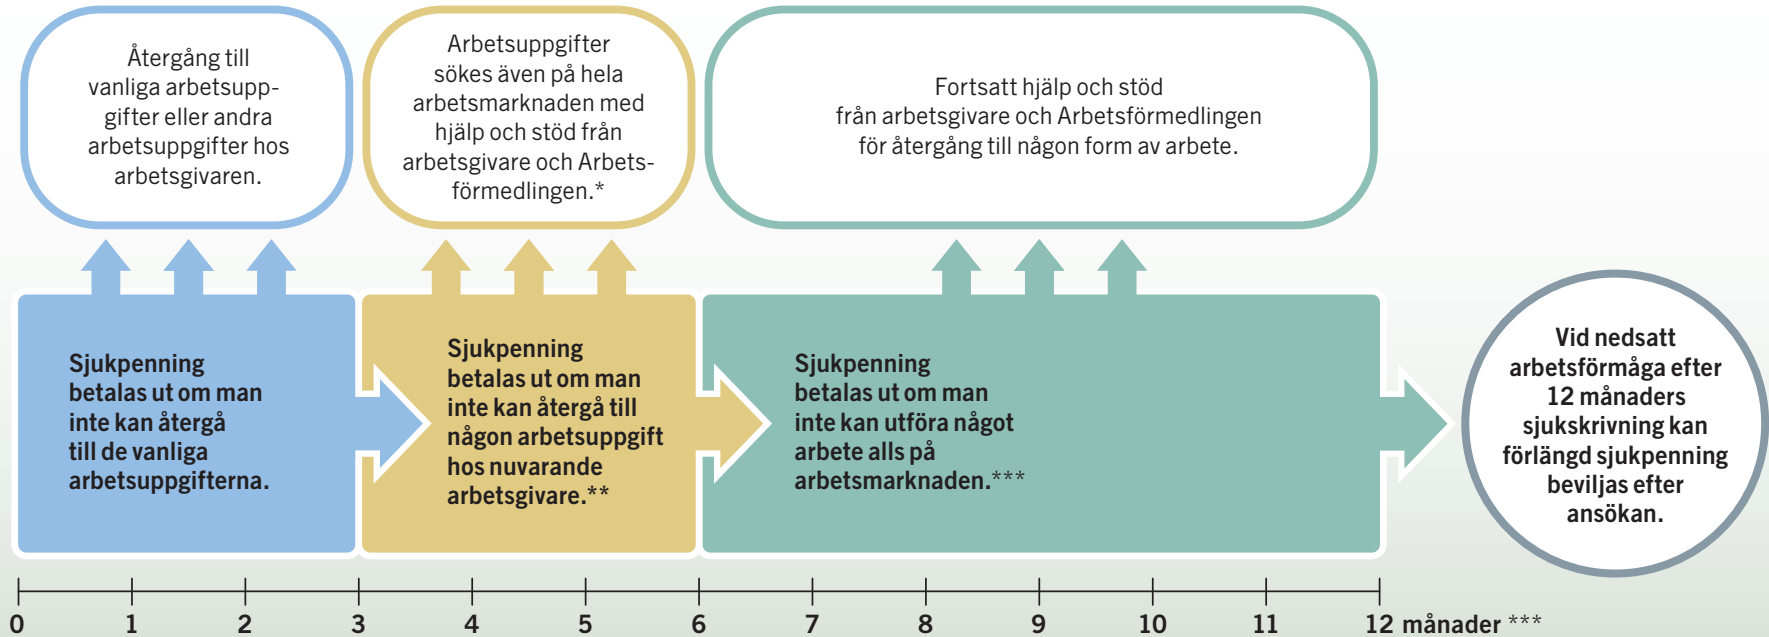 Återgång till
vanliga arbetsupp-
gifter eller andra
arbetsuppgifter hos
arbetsgivaren.
Arbetsuppgifter
sökes även på hela
arbetsmarknaden med
hjälp och stöd från
arbetsgivare och Arbets-
förmedlingen.*
Fortsatt hjälp och stöd
från arbetsgivare och Arbetsförmedlingen
för återgång till någon form av arbete.
Sjukpenning
betalas ut om man
inte kan återgå
till de vanliga
arbetsuppgifterna.
Sjukpenning
betalas ut om man
inte kan återgå till
någon arbetsuppgift
hos nuvarande
arbetsgivare.**
Sjukpenning
betalas ut om man
inte kan utföra något
arbete alls på
arbetsmarknaden.***
Vid nedsatt
arbetsförmåga efter
12 månaders
sjukskrivning kan
förlängd sjukpenning
beviljas efter
ansökan.
0 1 2 3 4 5 6 7 8 9 10 11 12 månader ***